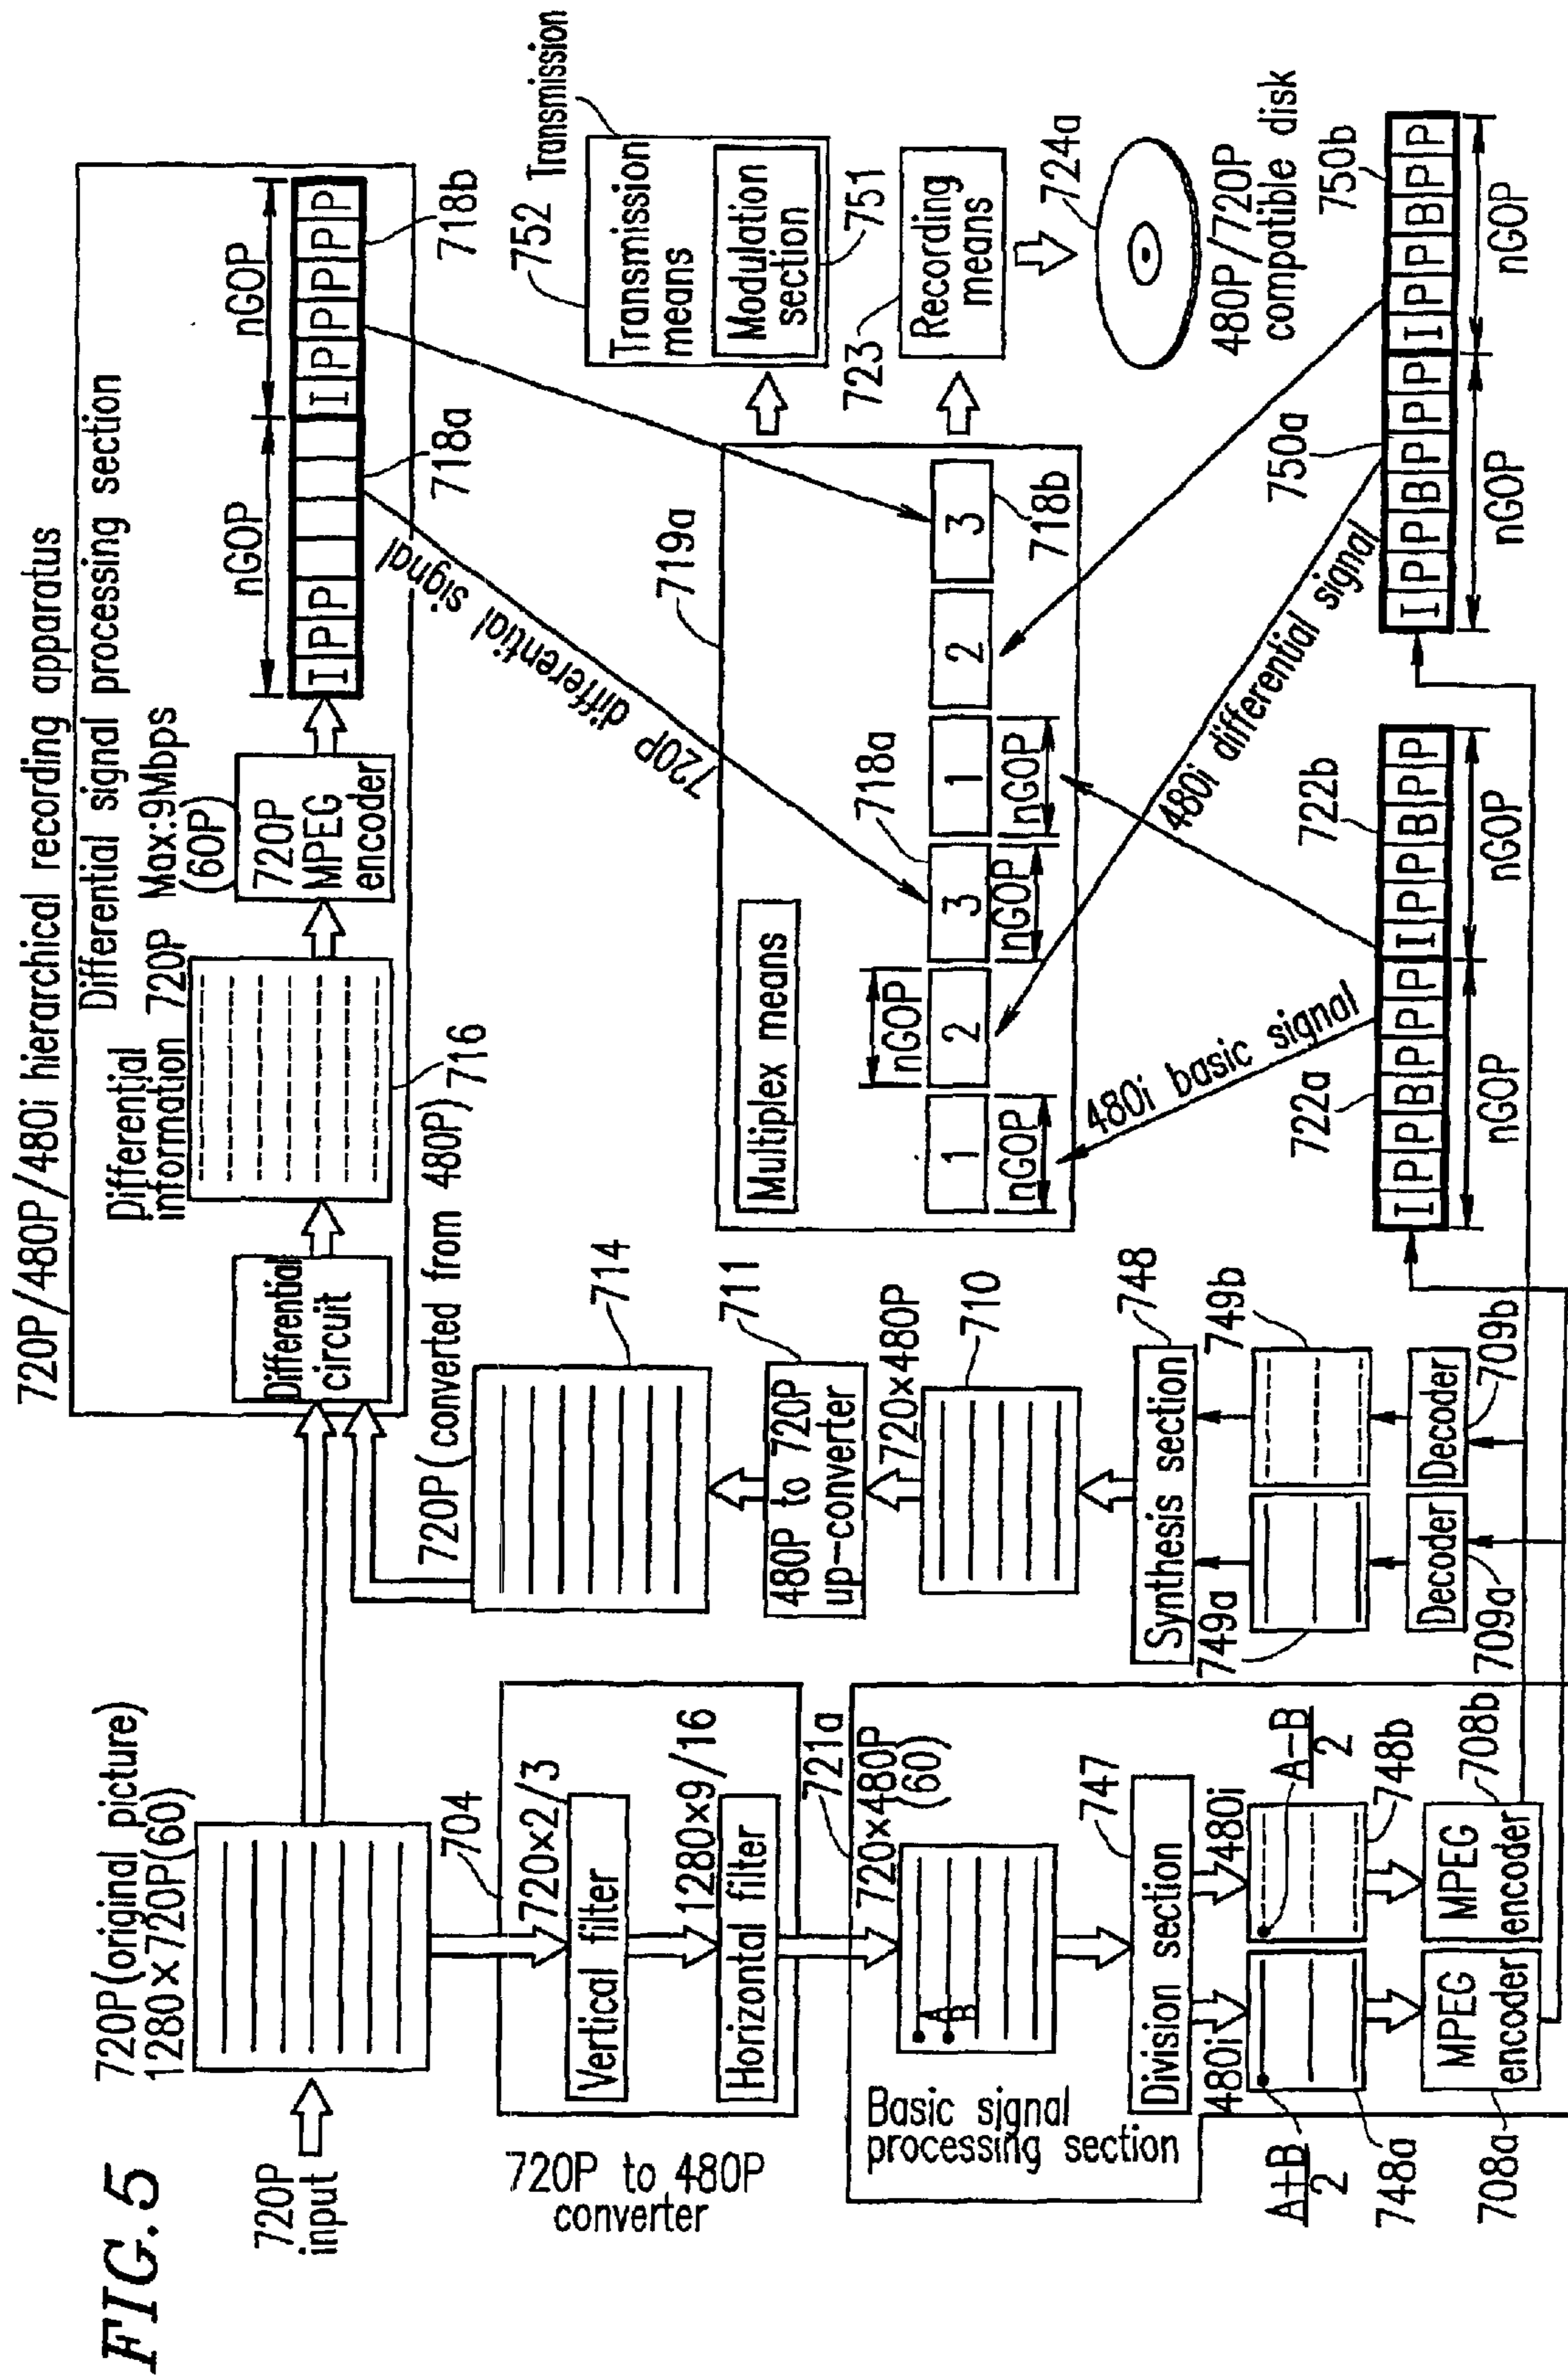 FIG. 5
720P/480P/480i hierarchical recording apparatus
Differential signal processing section
720P
input
720P(original picture)
1280×720P(60)
Differential
circuit
Differential
information
720P
716
Max:9Mbps
(60P)
720P
MPEG
encoder
nGOP
nGOP
I P P
I P P P P P
718a
718b
720P differential signal
720P(converted from 480P)
714
704
720×2/3
Vertical filter
1280×9/16
Horizontal filter
720P to 480P
converter
711
480P to 720P
up-converter
720×480P
710
748
Synthesis section
749a
749b
Decoder
Decoder
709a
709b
721a
720×480P
(60)
A
B
Basic signal
processing section
747
Division section
480i
480i
A+B
2
A-B
2
748a
748b
MPEG
encoder
MPEG
encoder
708a
708b
719a
Multiplex means
718a
nGOP
1 2 3 1 2 3
nGOP
nGOP
nGOP
718b
480i basic signal
480i differential signal
752
Transmission
Transmission
means
Modulation
section
751
723
Recording
means
724a
480P/720P
compatible disk
722a
722b
I P P B P P I P P B P P
nGOP
nGOP
750a
750b
I P P B P P I P P B P P
nGOP
nGOP